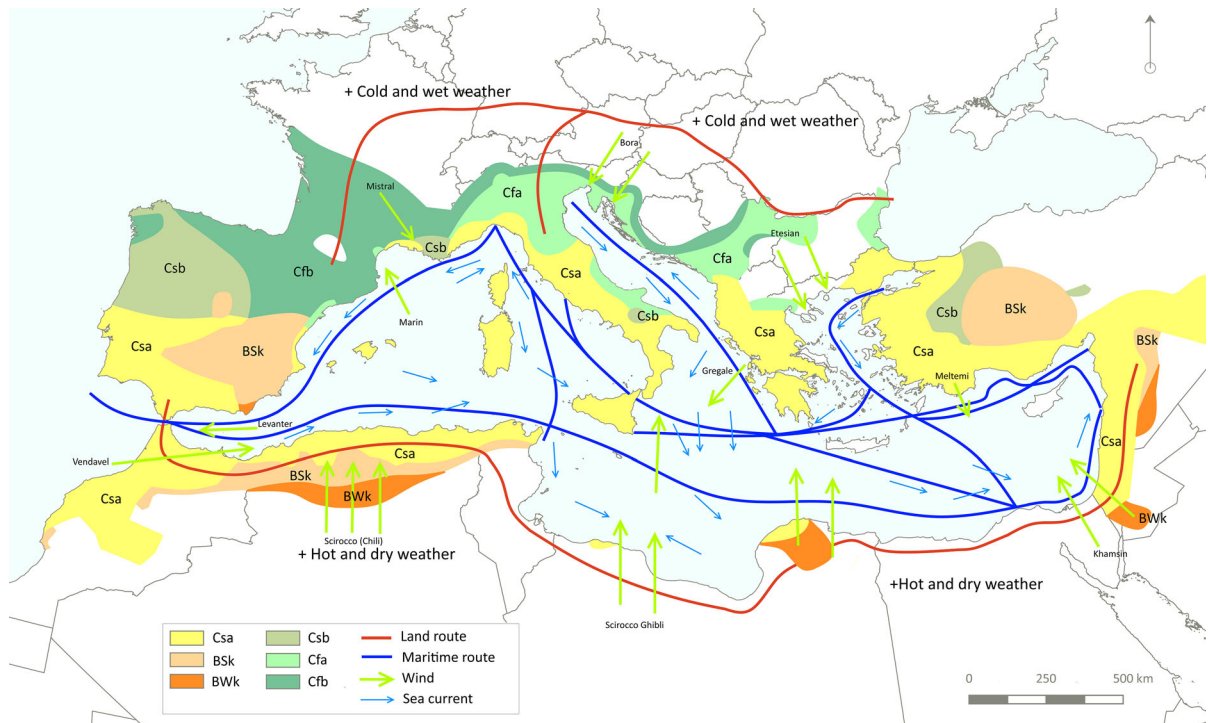 + Cold and wet weather
+ Cold and wet weather
Bora
Mistral
Cfa
Csb
Etesian
Csb
Cfb
Cfa
Csa
Marin
Csb
Csb
BSk
Csa
BSk
Csa
Gregale
Csa
Meltemi
BSk
Levanter
Vendavel
Csa
Csa
Csa
BSk
BWk
BWk
Scirocco (Chili)
+ Hot and dry weather
Khamsin
+Hot and dry weather
Scirocco Ghibli
Csa
BSk
BWk
Csb
Cfa
Cfb
Land route
Maritime route
Wind
Sea current
0 250 500 km